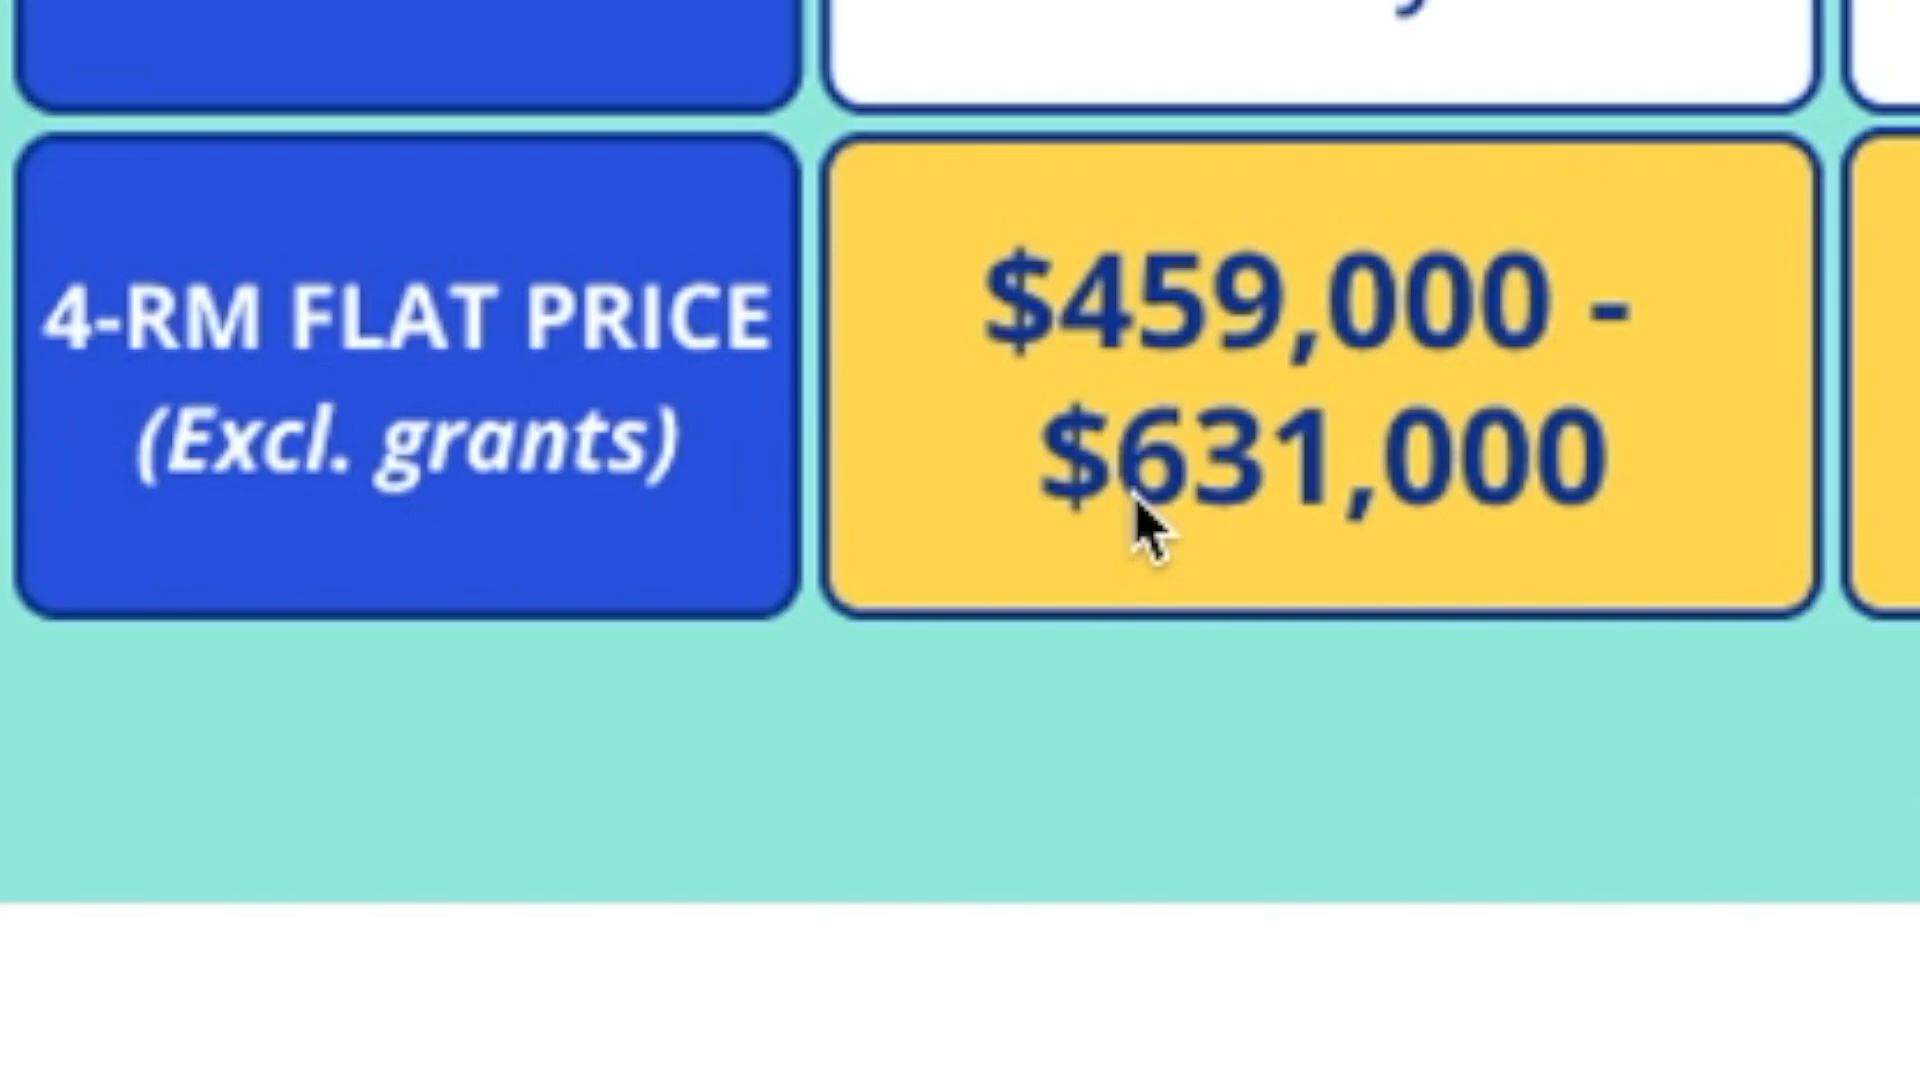 4-RM FLAT PRICE
(Excl. grants)
$459,000 -
$631,000